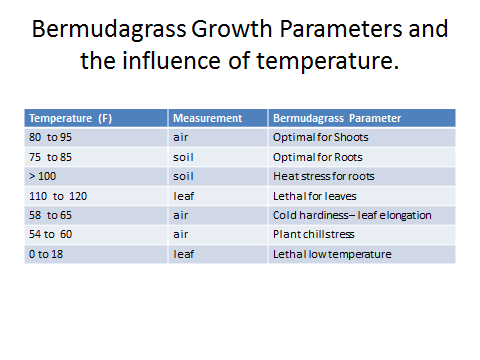 Bermudagrass Growth Parameters and
the influence of temperature.
Temperature (F) Measurement Bermudagrass Parameter
80 to 95 air Optimal for Shoots
75 to 85 soil Optimal for Roots
> 100 soil Heat stress for roots
110 to 120 leaf Lethal for leaves
58 to 65 air Cold hardiness– leaf elongation
54 to 60 air Plant chill stress
0 to 18 leaf Lethal low temperature